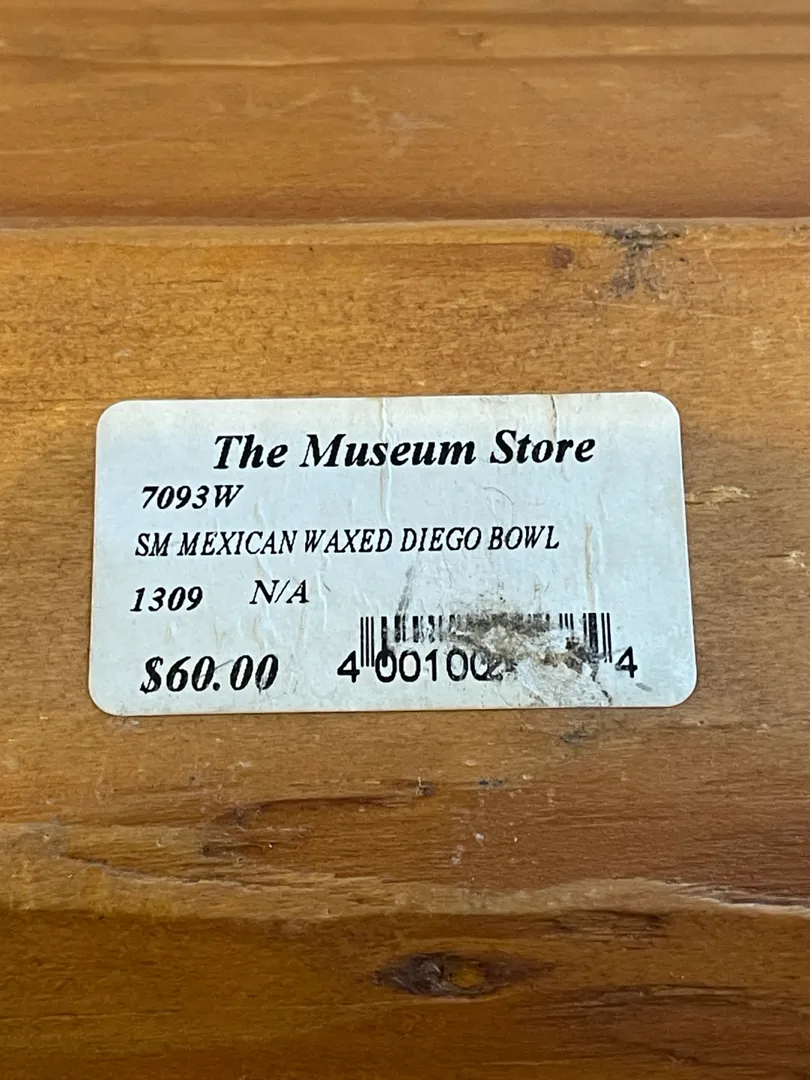 The Museum Store
7093W
SM MEXICAN WAXED DIEGO BOWL
1309 N/A
$60.00